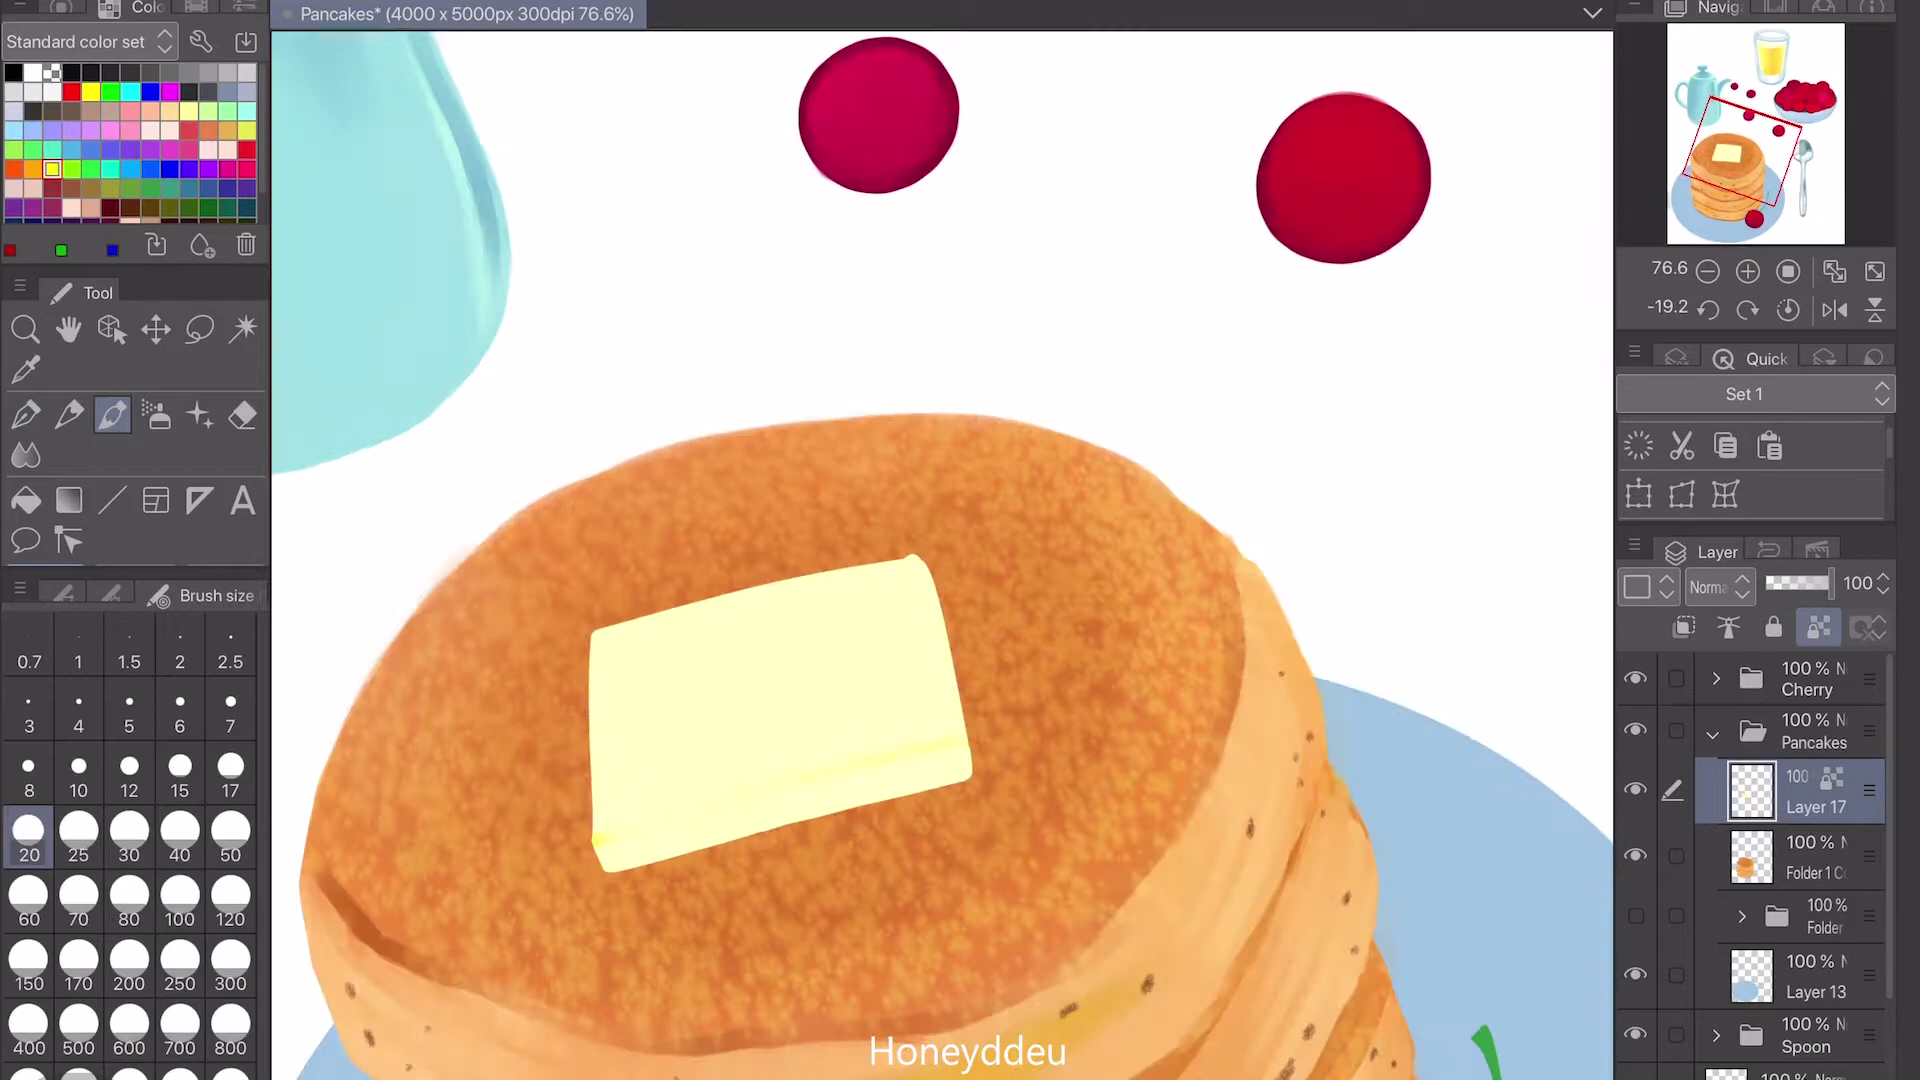 Colo
Pancakes* (4000 x 5000px 300dpi 76.6%)
Navig
Standard color set
Tool
Brush size
0.7 1 1.5 2 2.5
3 4 5 6 7
8 10 12 15 17
20 25 30 40 50
60 70 80 100 120
150 170 200 250 300
400 500 600 700 800
76.6
-19.2
Quick
Set 1
Layer
Norma 100
100 % N
Cherry
100 % N
Pancakes
100
Layer 17
100 % N
Folder 1 C
100 %
Folder
100 % N
Layer 13
100 % N
Spoon
Honeyddeu